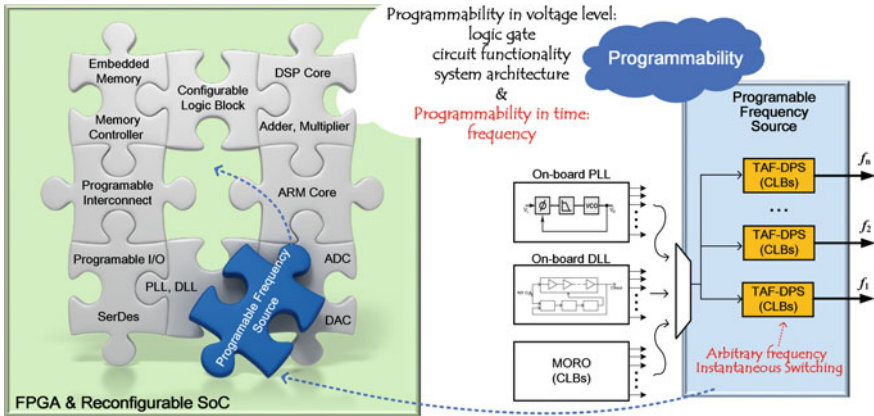 Programmability in voltage level:
logic gate
circuit functionality
system architecture
&
Programmability in time:
frequency
Programmability
Embedded
Memory
Configurable
Logic Block
DSP Core
Memory
Controller
Adder, Multiplier
Programable
Interconnect
ARM Core
Programable I/O
PLL, DLL
ADC
SerDes
DAC
Programable Frequency
Source
FPGA & Reconfigurable SoC
On-board PLL
VCO
On-board DLL
MORO
(CLBs)
Programable
Frequency
Source
TAF-DPS
(CLBs)
fn
...
TAF-DPS
(CLBs)
f2
TAF-DPS
(CLBs)
f1
Arbitrary frequency
Instantaneous Switching